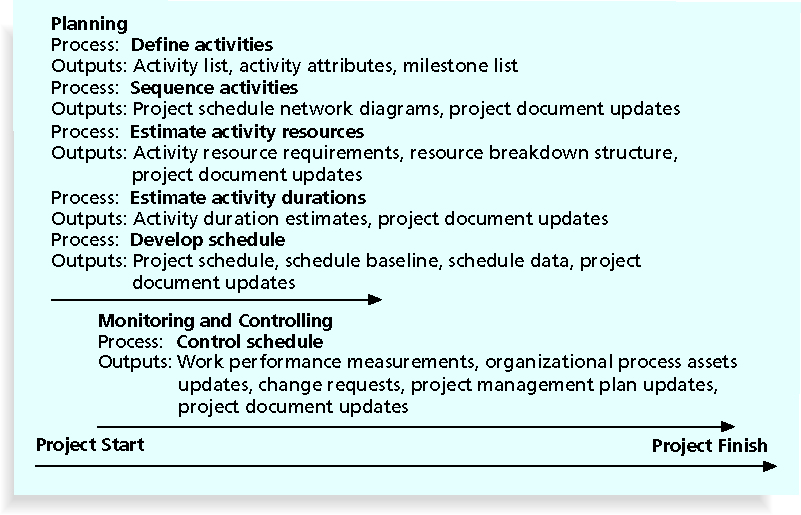 Planning
Process: Define activities
Outputs: Activity list, activity attributes, milestone list
Process: Sequence activities
Outputs: Project schedule network diagrams, project document updates
Process: Estimate activity resources
Outputs: Activity resource requirements, resource breakdown structure,
project document updates
Process: Estimate activity durations
Outputs: Activity duration estimates, project document updates
Process: Develop schedule
Outputs: Project schedule, schedule baseline, schedule data, project
document updates
Monitoring and Controlling
Process: Control schedule
Outputs: Work performance measurements, organizational process assets
updates, change requests, project management plan updates,
project document updates
Project Start Project Finish